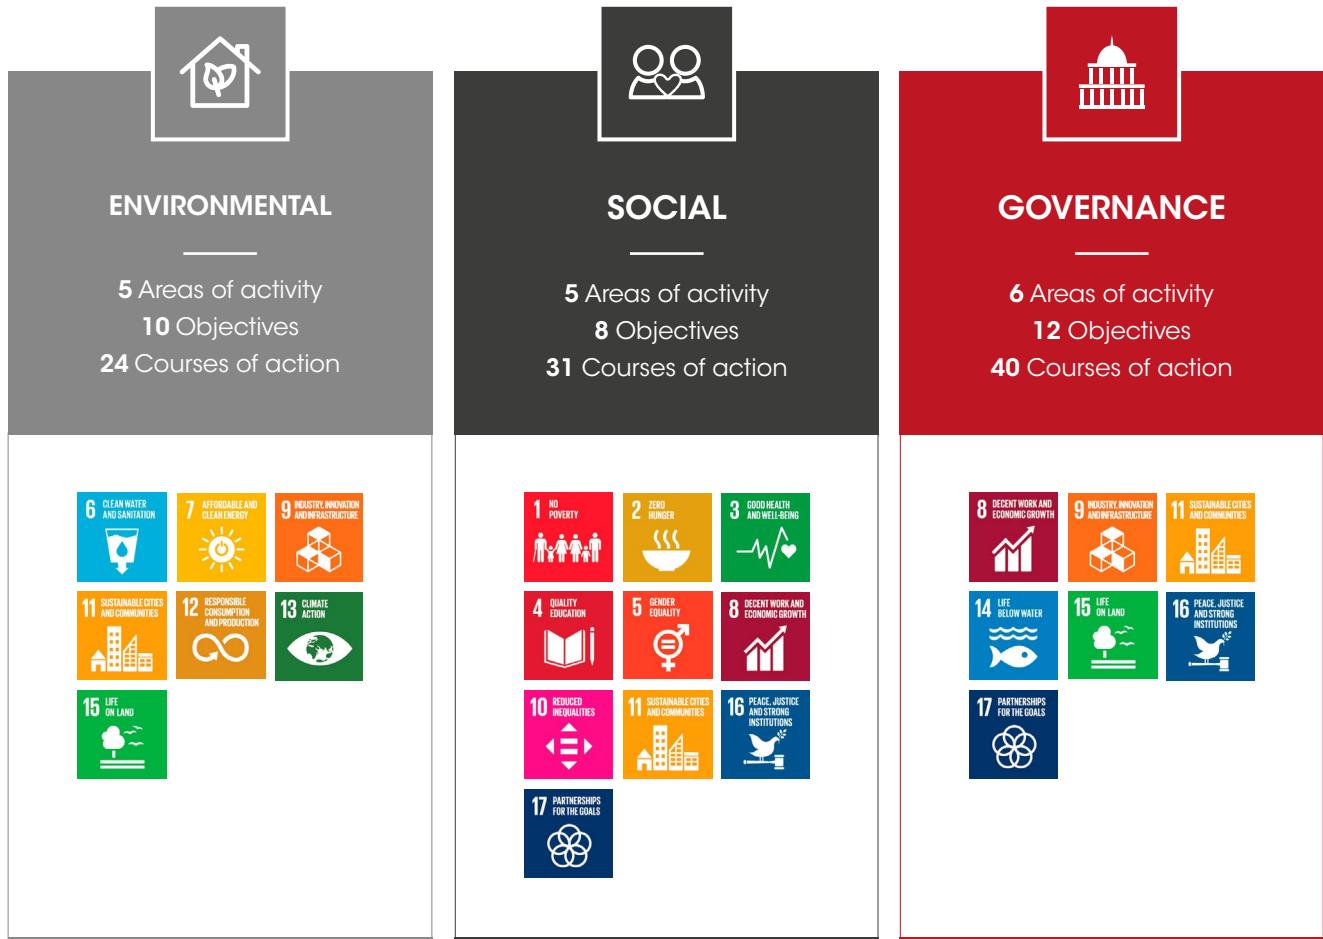 ENVIRONMENTAL
5 Areas of activity
10 Objectives
24 Courses of action
6 CLEAN WATER
AND SANITATION
7 AFFORDABLE AND
CLEAN ENERGY
9 INDUSTRY, INNOVATION
AND INFRASTRUCTURE
11 SUSTAINABLE CITIES
AND COMMUNITIES
12 RESPONSIBLE
CONSUMPTION
AND PRODUCTION
13 CLIMATE
ACTION
15 LIFE
ON LAND
SOCIAL
5 Areas of activity
8 Objectives
31 Courses of action
1 NO
POVERTY
2 ZERO
HUNGER
3 GOOD HEALTH
AND WELL-BEING
4 QUALITY
EDUCATION
5 GENDER
EQUALITY
8 DECENT WORK AND
ECONOMIC GROWTH
10 REDUCED
INEQUALITIES
11 SUSTAINABLE CITIES
AND COMMUNITIES
16 PEACE, JUSTICE
AND STRONG
INSTITUTIONS
17 PARTNERSHIPS
FOR THE GOALS
GOVERNANCE
6 Areas of activity
12 Objectives
40 Courses of action
8 DECENT WORK AND
ECONOMIC GROWTH
9 INDUSTRY, INNOVATION
AND INFRASTRUCTURE
11 SUSTAINABLE CITIES
AND COMMUNITIES
14 LIFE
BELOW WATER
15 LIFE
ON LAND
16 PEACE, JUSTICE
AND STRONG
INSTITUTIONS
17 PARTNERSHIPS
FOR THE GOALS